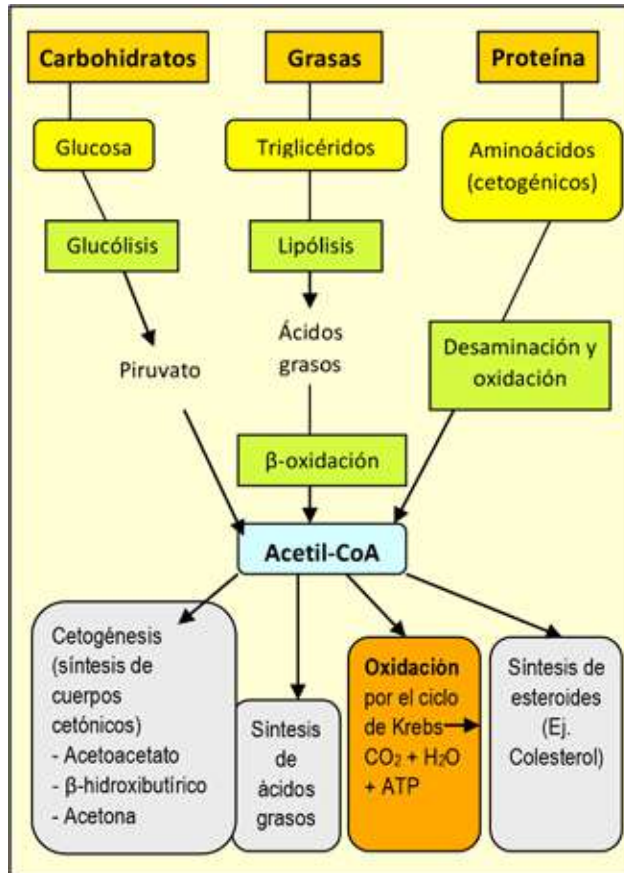 Carbohidratos
Grasas
Proteína
Glucosa
Triglicéridos
Aminoácidos
(cetogénicos)
Glucólisis
Lipólisis
Desaminación y
oxidación
Piruvato
Ácidos
grasos
β-oxidación
Acetil-CoA
Cetogénesis
(síntesis de
cuerpos
cetónicos)
- Acetoacetato
- β-hidroxibutírico
- Acetona
Síntesis
de
ácidos
grasos
Oxidación
por el ciclo
de Krebs
CO₂ + H₂O
+ ATP
Síntesis de
esteroides
(Ej.
Colesterol)